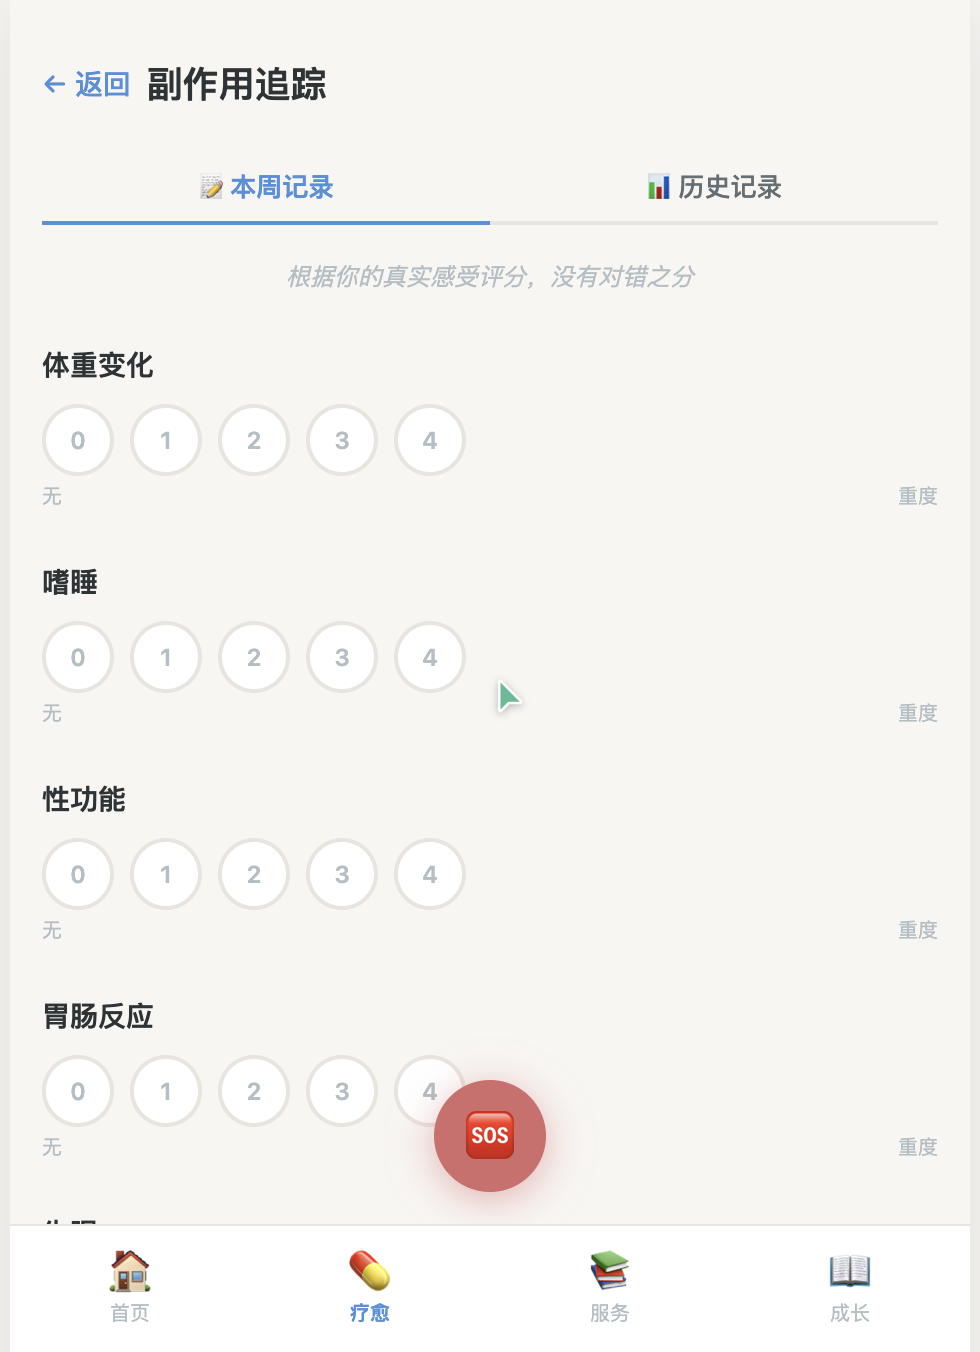 ← 返回 副作用追踪
📝 本周记录 📊 历史记录
根据你的真实感受评分，没有对错之分
体重变化
0 1 2 3 4
无 重度
嗜睡
0 1 2 3 4
无 重度
性功能
0 1 2 3 4
无 重度
胃肠反应
0 1 2 3 4
SOS
无 重度
首页 疗愈 服务 成长